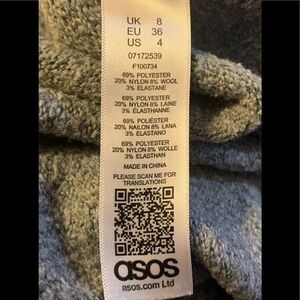 UK 8
EU 36
US 4
07172539
F100734
69% POLYESTER
20% NYLON 8% WOOL
3% ELASTANE
69% POLYESTER
20% NYLON 8% LAINE
3% ÉLASTHANNE
69% POLIÉSTER
20% NAILON 8% LANA
3% ELASTANO
69% POLYESTER
20% NYLON 8% WOLLE
3% ELASTHAN
MADE IN CHINA
PLEASE SCAN ME FOR
TRANSLATIONS
asos
asos.com Ltd